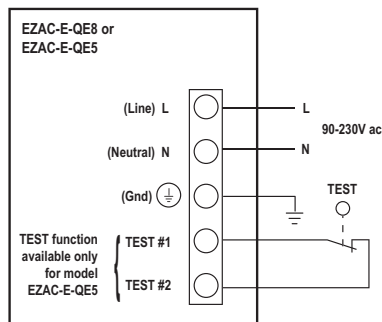 EZAC-E-QE8 or
EZAC-E-QE5
(Line) L
L
90-230V ac
(Neutral) N
N
(Gnd)
TEST
TEST function
available only
for model
EZAC-E-QE5
TEST #1
TEST #2